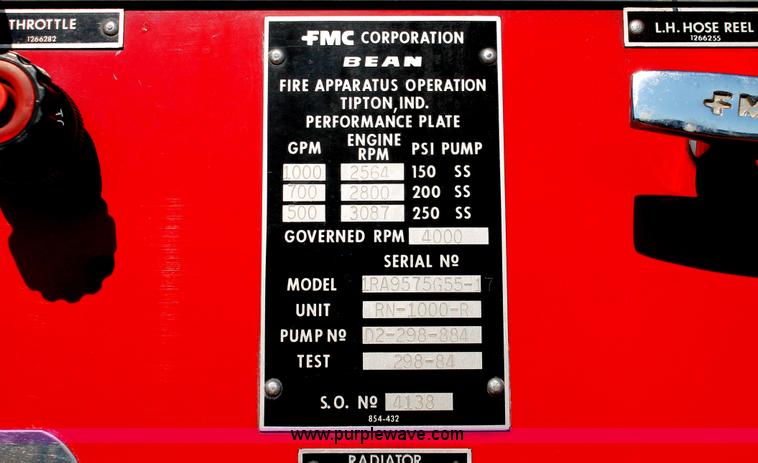 THROTTLE
1266282
L.H. HOSE REEL
1266255
FMC
FMC CORPORATION
BEAN
FIRE APPARATUS OPERATION
TIPTON, IND.
PERFORMANCE PLATE
GPM ENGINE RPM PSI PUMP
1000 2564 150 SS
700 2800 200 SS
500 3087 250 SS
GOVERNED RPM 4000
SERIAL Nº
MODEL 1RA9575G55-17
UNIT RN-1000-R
PUMP Nº D2-298-884
TEST 298-84
S.O. Nº 4138
854-432
www.purplewave.com
RADIATOR